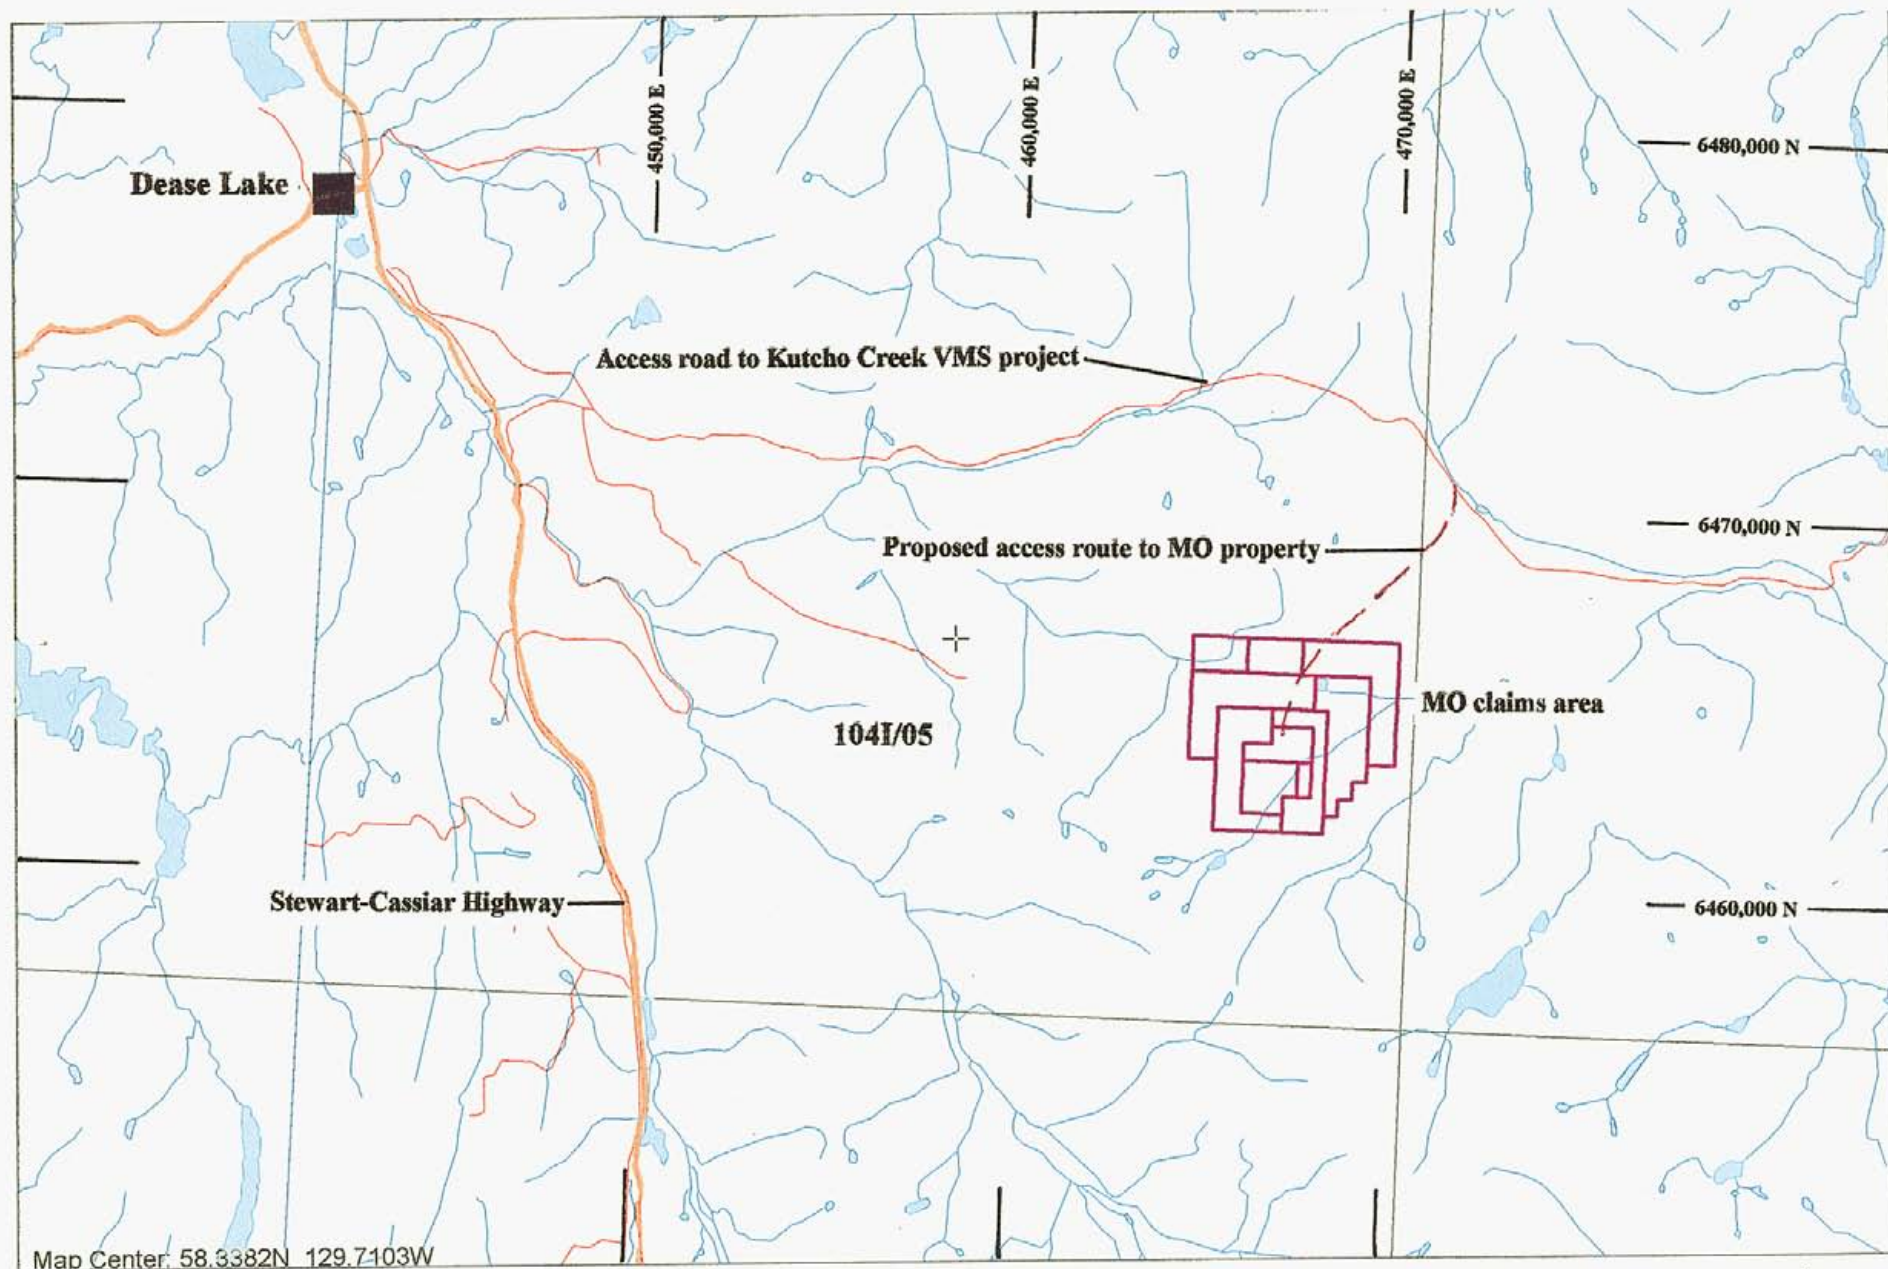 450,000 E
460,000 E
470,000 E
6480,000 N
Dease Lake
Access road to Kutcho Creek VMS project
6470,000 N
Proposed access route to MO property
MO claims area
104I/05
Stewart-Cassiar Highway
6460,000 N
Map Center: 58.3382N 129.7103W